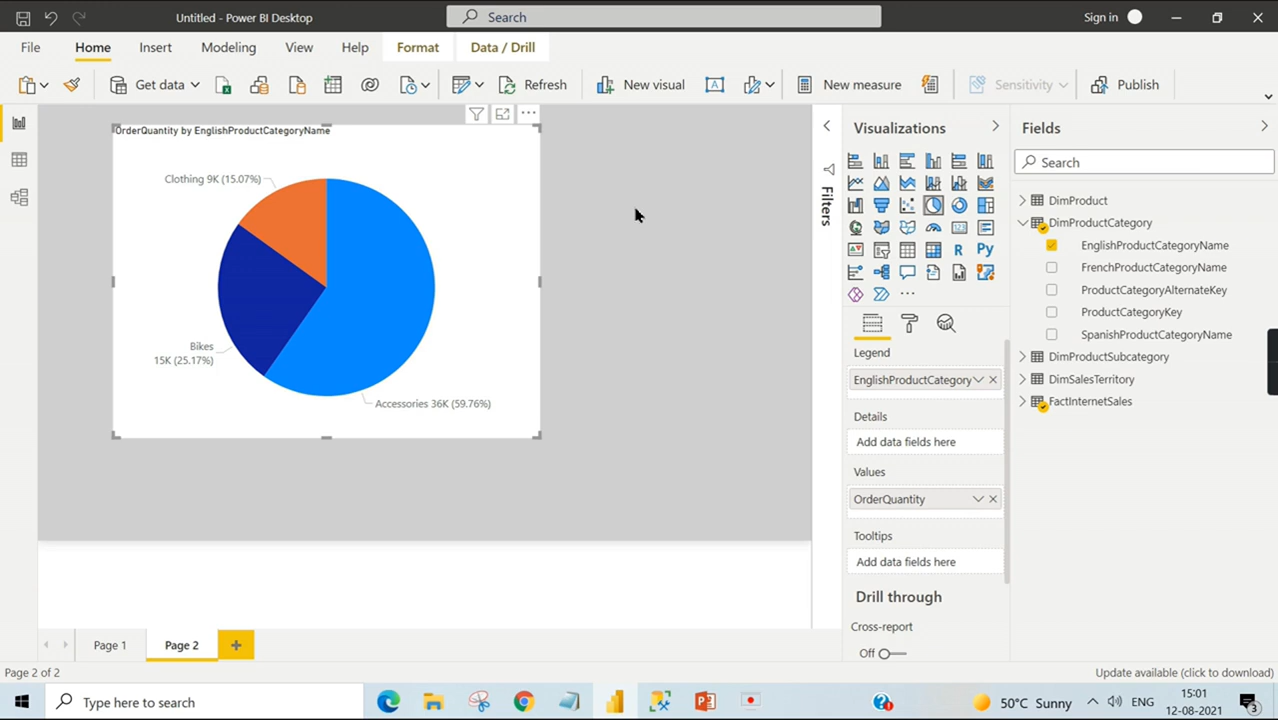 Untitled - Power BI Desktop
Search
Sign in
File
Home
Insert
Modeling
View
Help
Format
Data / Drill
Get data
Refresh
New visual
New measure
Sensitivity
Publish
OrderQuantity by EnglishProductCategoryName
Clothing 9K (15.07%)
Bikes
15K (25.17%)
Accessories 36K (59.76%)
Filters
Visualizations
R
Py
Legend
EnglishProductCategory
Details
Add data fields here
Values
OrderQuantity
Tooltips
Add data fields here
Drill through
Cross-report
Off
Fields
Search
DimProduct
DimProductCategory
EnglishProductCategoryName
FrenchProductCategoryName
ProductCategoryAlternateKey
ProductCategoryKey
SpanishProductCategoryName
DimProductSubcategory
DimSalesTerritory
FactInternetSales
Page 1
Page 2
Page 2 of 2
Update available (click to download)
Type here to search
50°C Sunny
ENG
15:01
12-08-2021
3